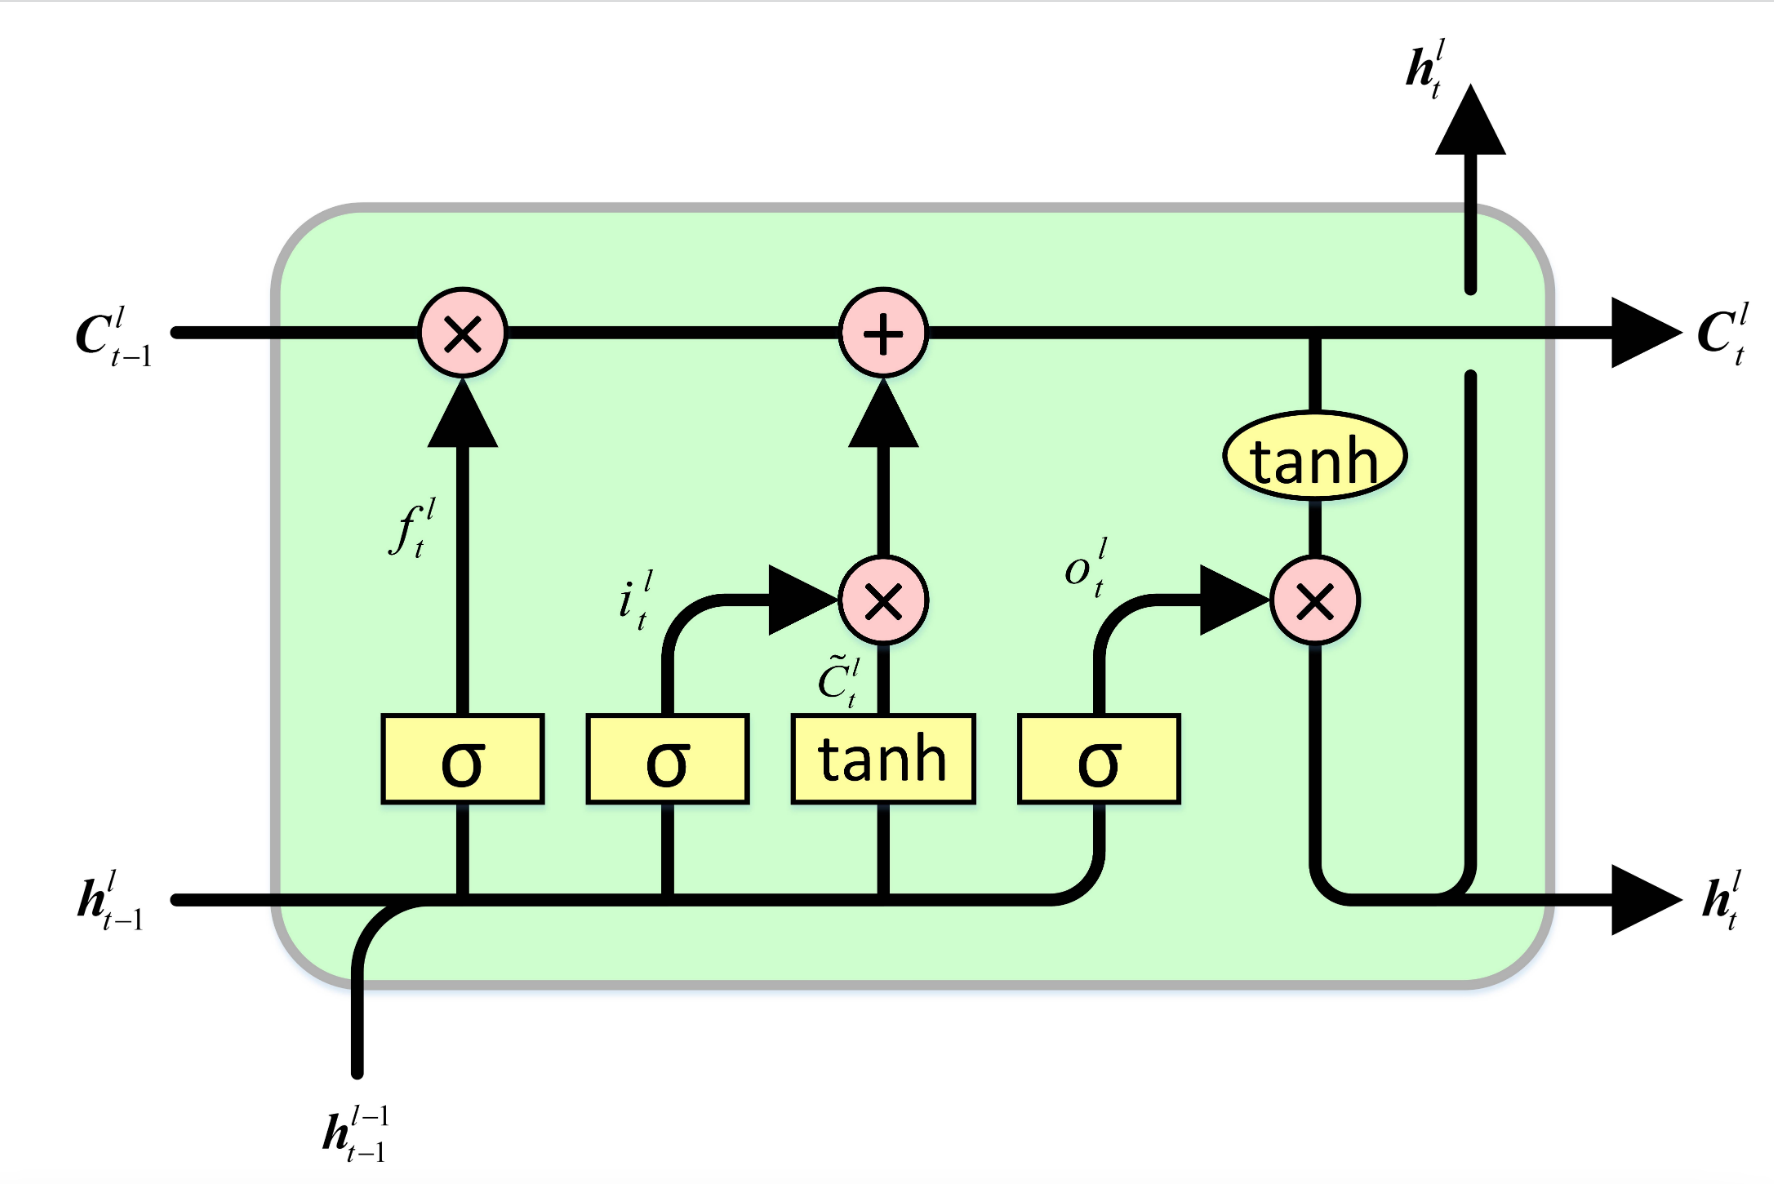 h_t^l
C_{t-1}^l × + C_t^l
tanh
f_t^l
i_t^l × o_t^l ×
C̃_t^l
σ σ tanh σ
h_{t-1}^l h_t^l
h_{t-1}^{l-1}